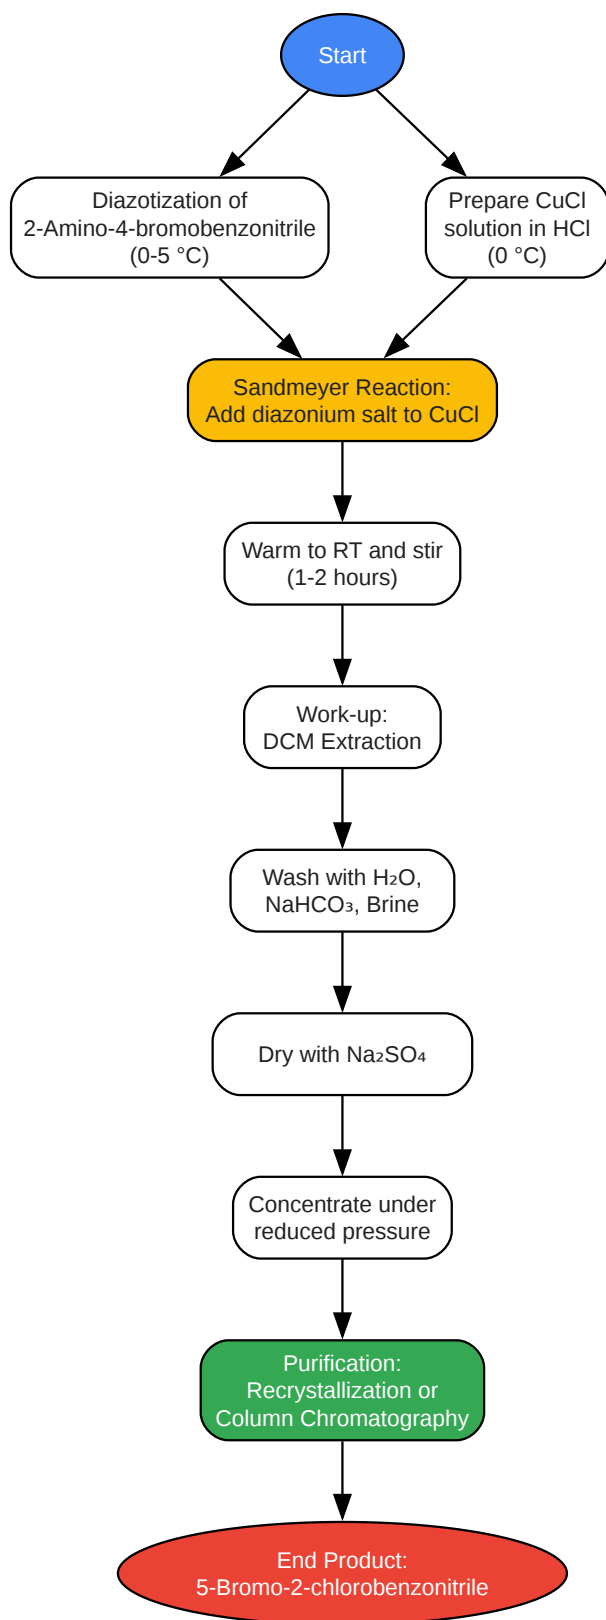 Start
Diazotization of
2-Amino-4-bromobenzonitrile
(0-5 °C)
Prepare CuCl
solution in HCl
(0 °C)
Sandmeyer Reaction:
Add diazonium salt to CuCl
Warm to RT and stir
(1-2 hours)
Work-up:
DCM Extraction
Wash with H₂O,
NaHCO₃, Brine
Dry with Na₂SO₄
Concentrate under
reduced pressure
Purification:
Recrystallization or
Column Chromatography
End Product:
5-Bromo-2-chlorobenzonitrile